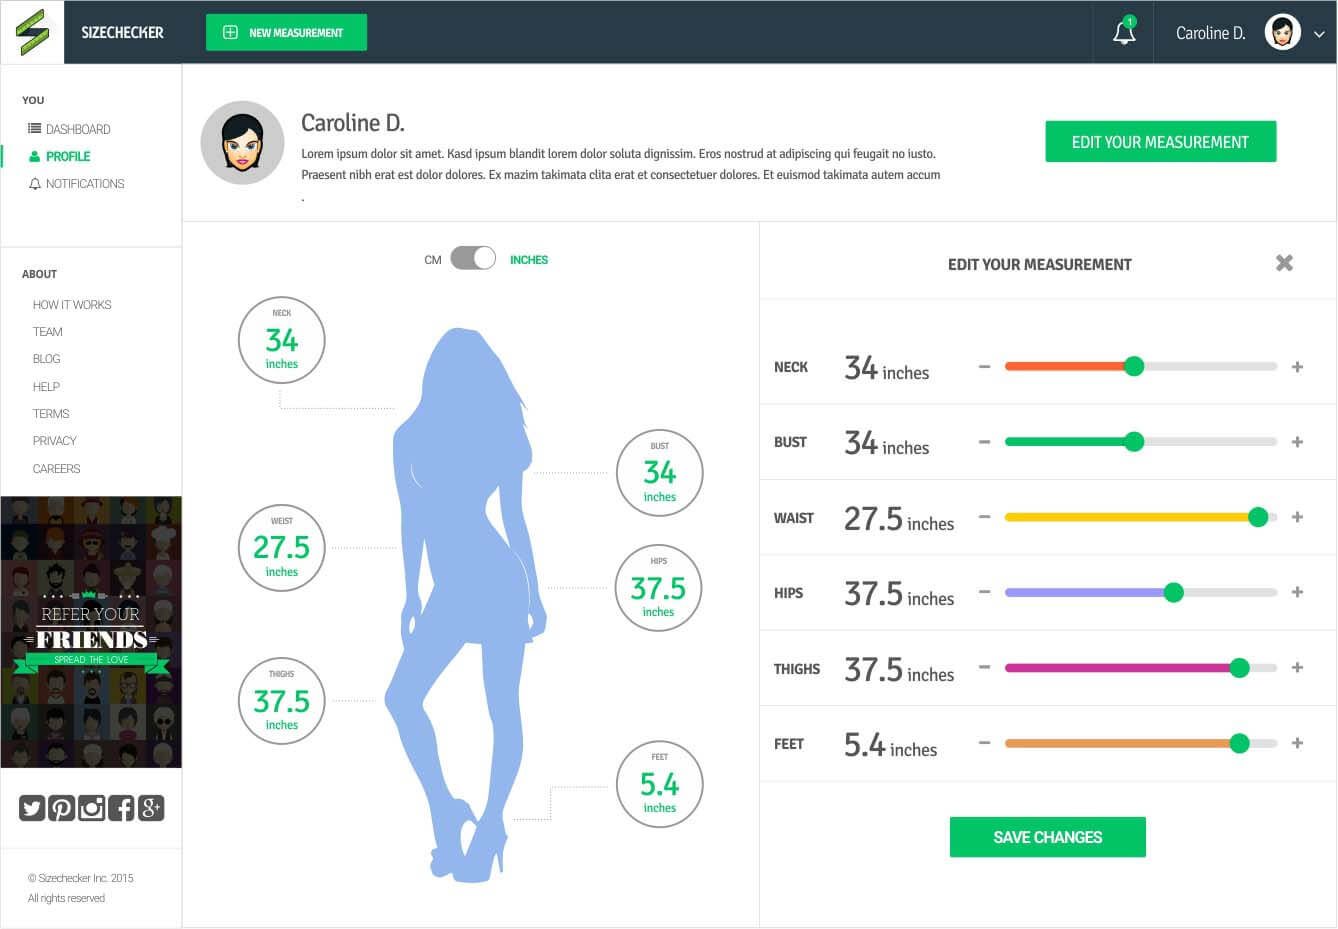 SIZECHECKER
NEW MEASUREMENT
1
Caroline D.
YOU
DASHBOARD
PROFILE
NOTIFICATIONS
ABOUT
HOW IT WORKS
TEAM
BLOG
HELP
TERMS
PRIVACY
CAREERS
REFER YOUR
FRIENDS
SPREAD THE LOVE
© Sizechecker Inc. 2015
All rights reserved
Caroline D.
Lorem ipsum dolor sit amet. Kasd ipsum blandit lorem dolor soluta dignissim. Eros nostrud at adipiscing qui feugait no iusto.
Praesent nibh erat est dolor dolores. Ex mazim takimata clita erat et consectetuer dolores. Et euismod takimata autem accum
.
EDIT YOUR MEASUREMENT
CM
INCHES
NECK
34
inches
BUST
34
inches
WEIST
27.5
inches
HIPS
37.5
inches
THIGHS
37.5
inches
FEET
5.4
inches
EDIT YOUR MEASUREMENT
NECK 34 inches − +
BUST 34 inches − +
WAIST 27.5 inches − +
HIPS 37.5 inches − +
THIGHS 37.5 inches − +
FEET 5.4 inches − +
SAVE CHANGES